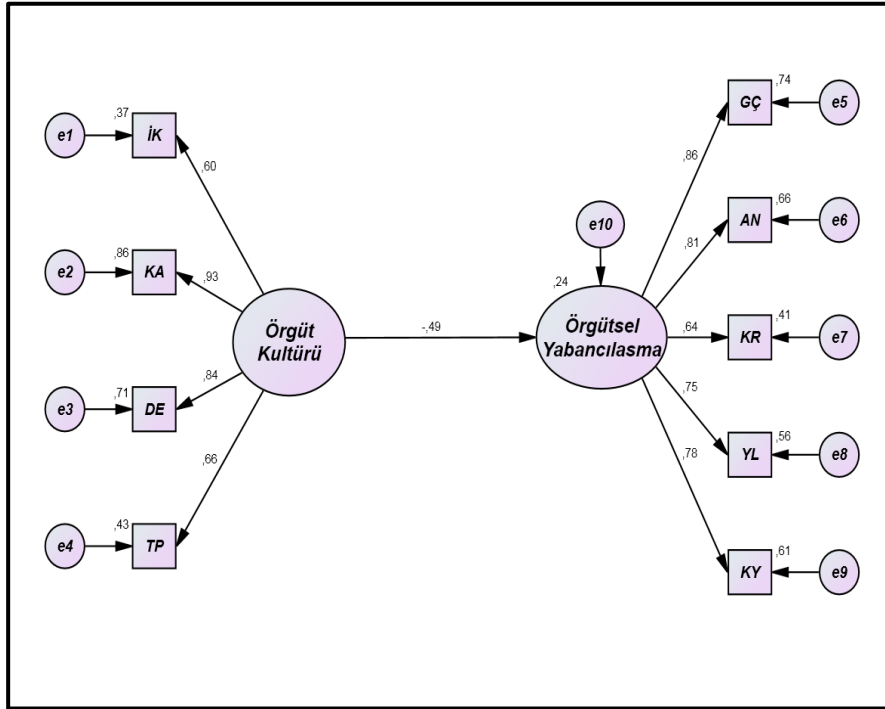 ,37
e1
İK
,60
,86
e2
KA
,93
Örgüt
Kültürü
,71
e3
DE
,84
,43
e4
TP
,66
-,49
e10
,24
Örgütsel
Yabancılasma
,74
GÇ
e5
,86
,66
AN
e6
,81
,41
KR
e7
,64
,56
YL
e8
,75
,61
KY
e9
,78